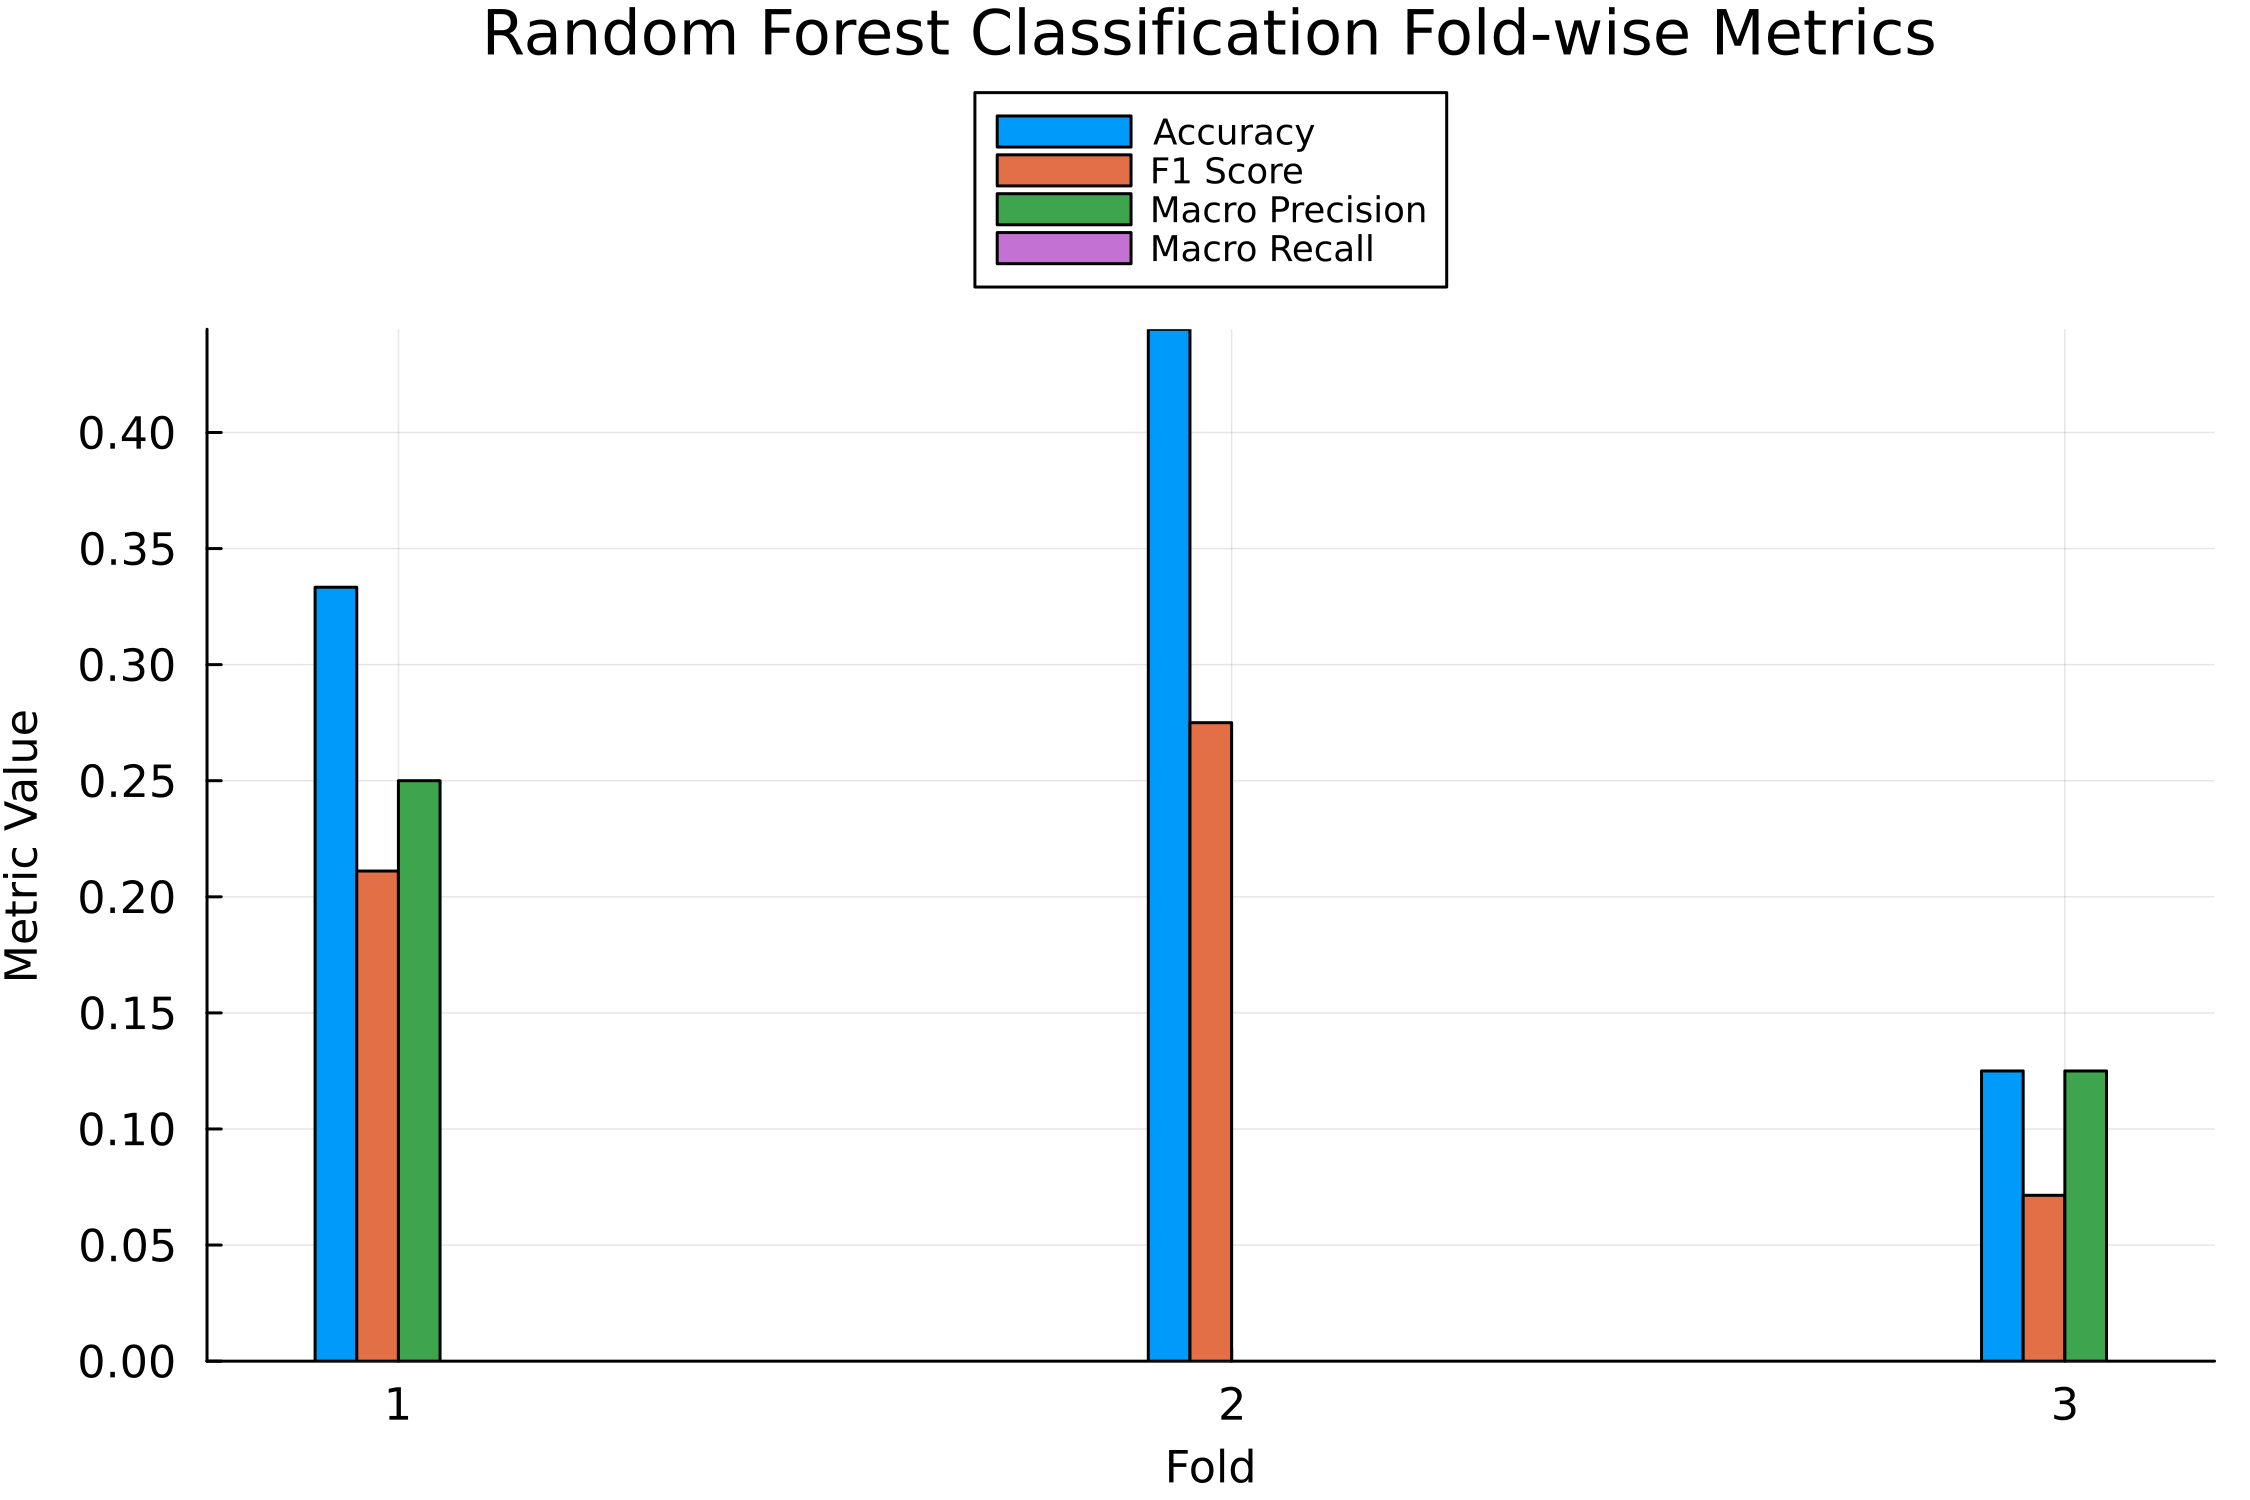 Random Forest Classification Fold-wise Metrics
Accuracy
F1 Score
Macro Precision
Macro Recall
0.40
0.35
0.30
0.25
0.20
0.15
0.10
0.05
0.00
Metric Value
1 2 3
Fold